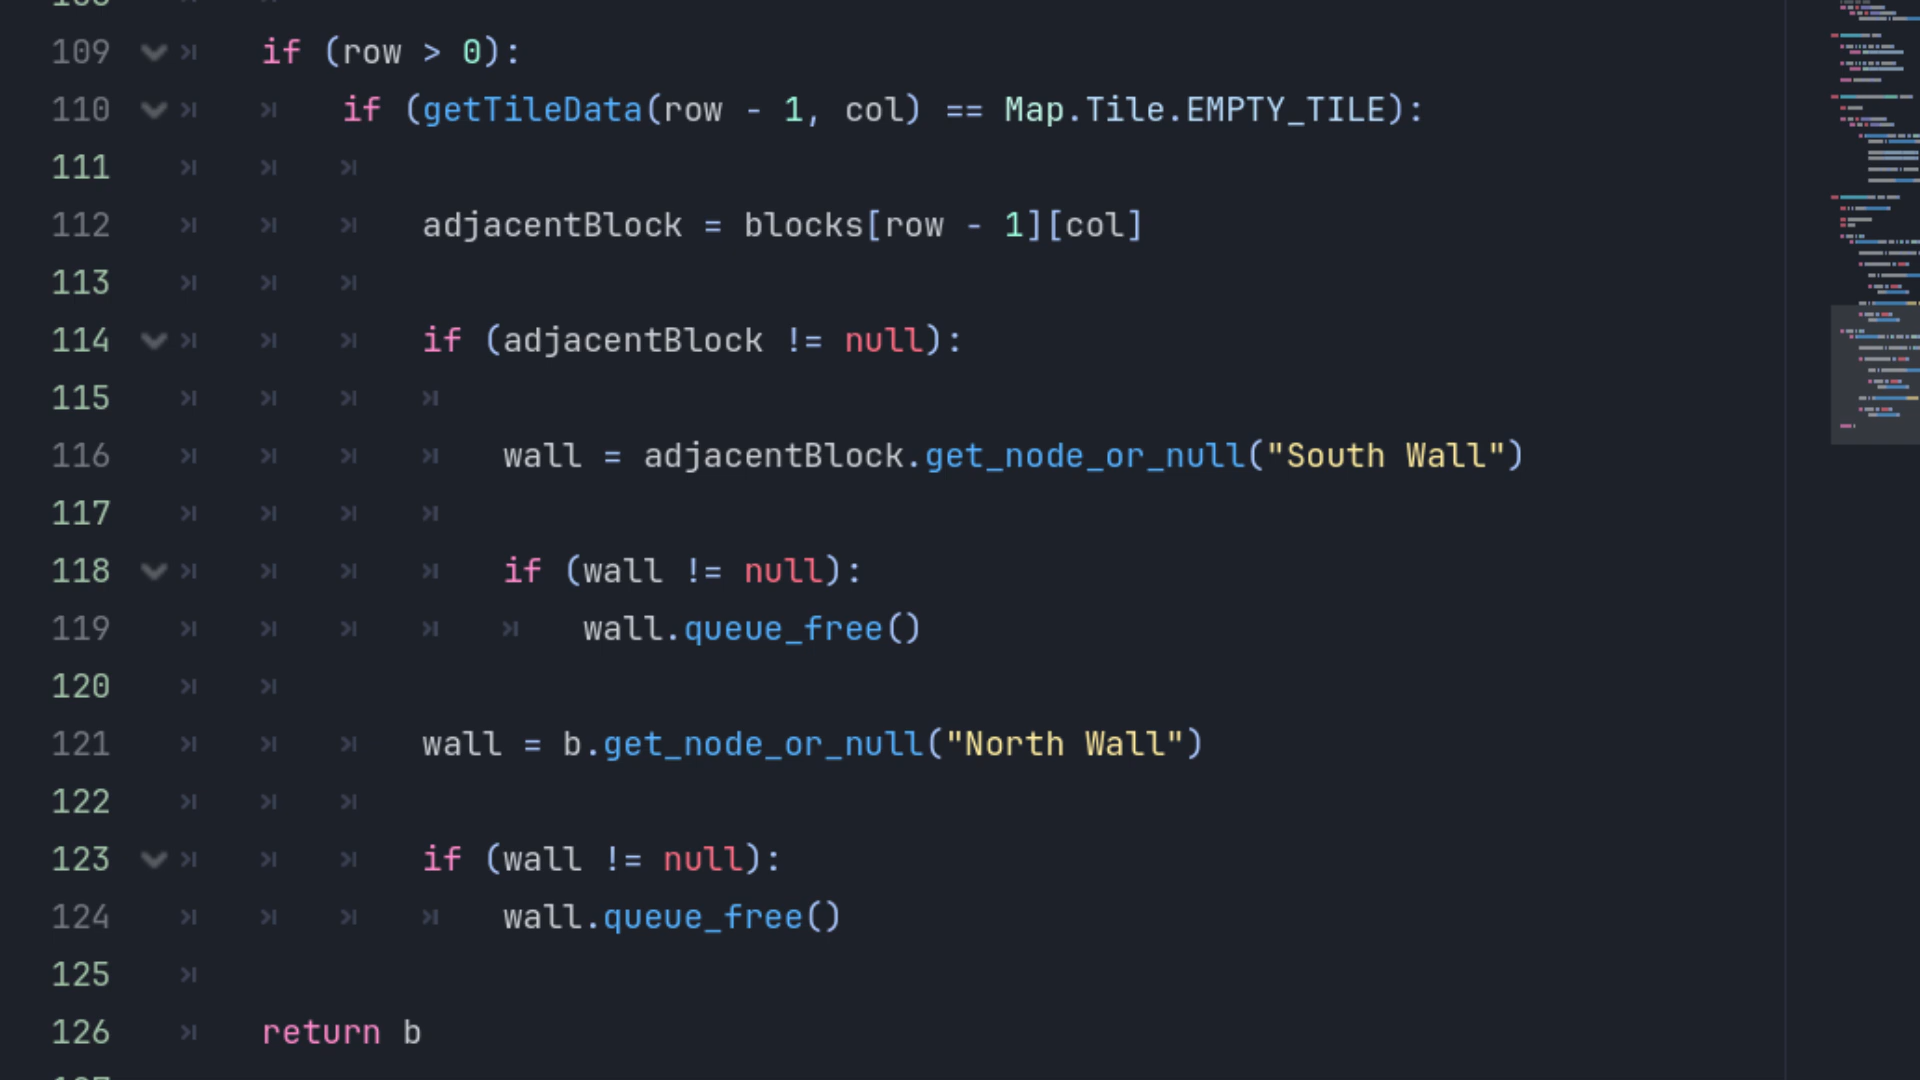 109 if (row > 0):
110 if (getTileData(row - 1, col) == Map.Tile.EMPTY_TILE):
111
112 adjacentBlock = blocks[row - 1][col]
113
114 if (adjacentBlock != null):
115
116 wall = adjacentBlock.get_node_or_null("South Wall")
117
118 if (wall != null):
119 wall.queue_free()
120
121 wall = b.get_node_or_null("North Wall")
122
123 if (wall != null):
124 wall.queue_free()
125
126 return b